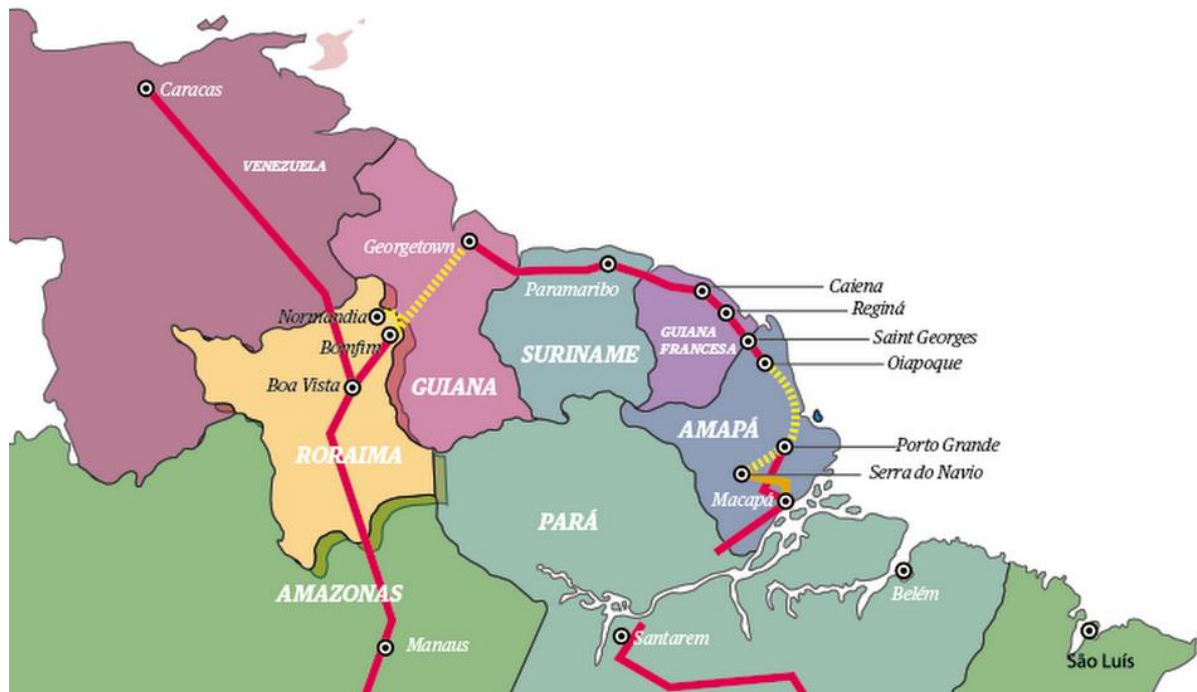 Caracas
VENEZUELA
Georgetown
Paramaribo
Caiena
Reginá
Normandia
GUIANA
FRANCESA
Saint Georges
Bomfim
SURINAME
Oiapoque
Boa Vista
GUIANA
AMAPÁ
Porto Grande
RORAIMA
Serra do Navio
Macapá
PARÁ
AMAZONAS
Belém
Manaus
Santarem
São Luís